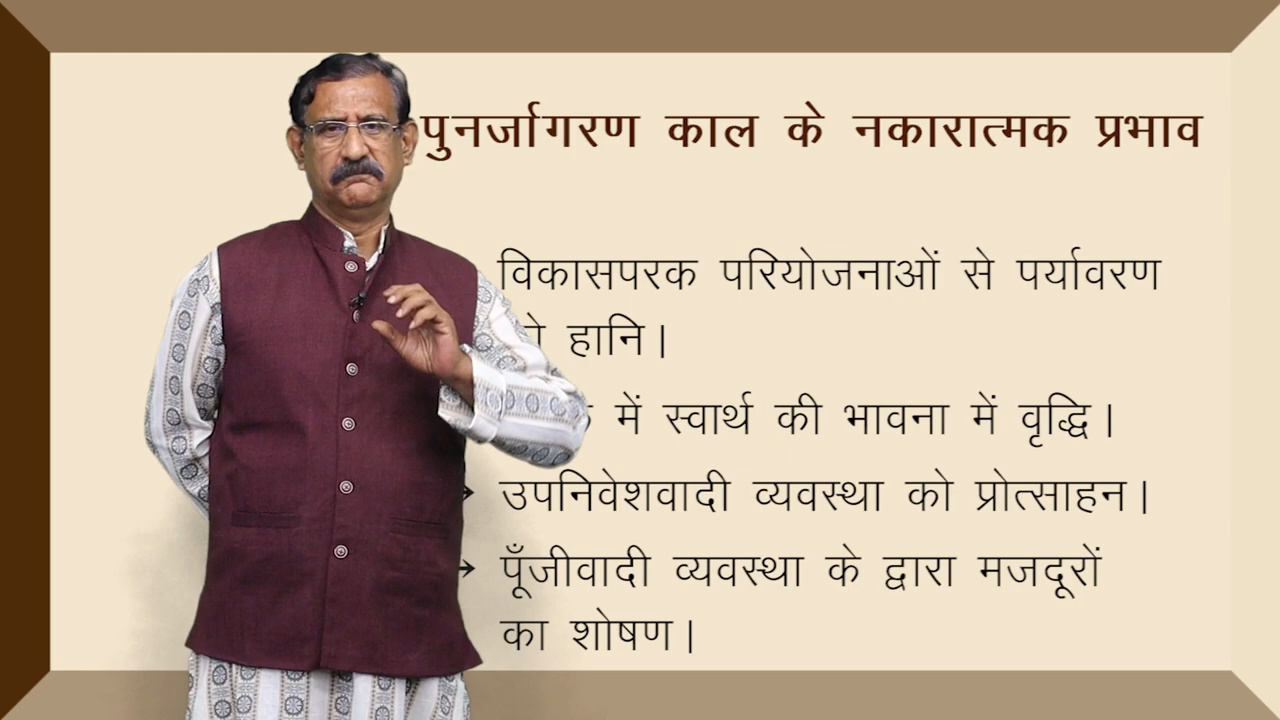 पुनर्जागरण काल के नकारात्मक प्रभाव
विकासपरक परियोजनाओं से पर्यावरण
हानि।
में स्वार्थ की भावना में वृद्धि।
→ उपनिवेशवादी व्यवस्था को प्रोत्साहन।
→ पूँजीवादी व्यवस्था के द्वारा मजदूरों
का शोषण।